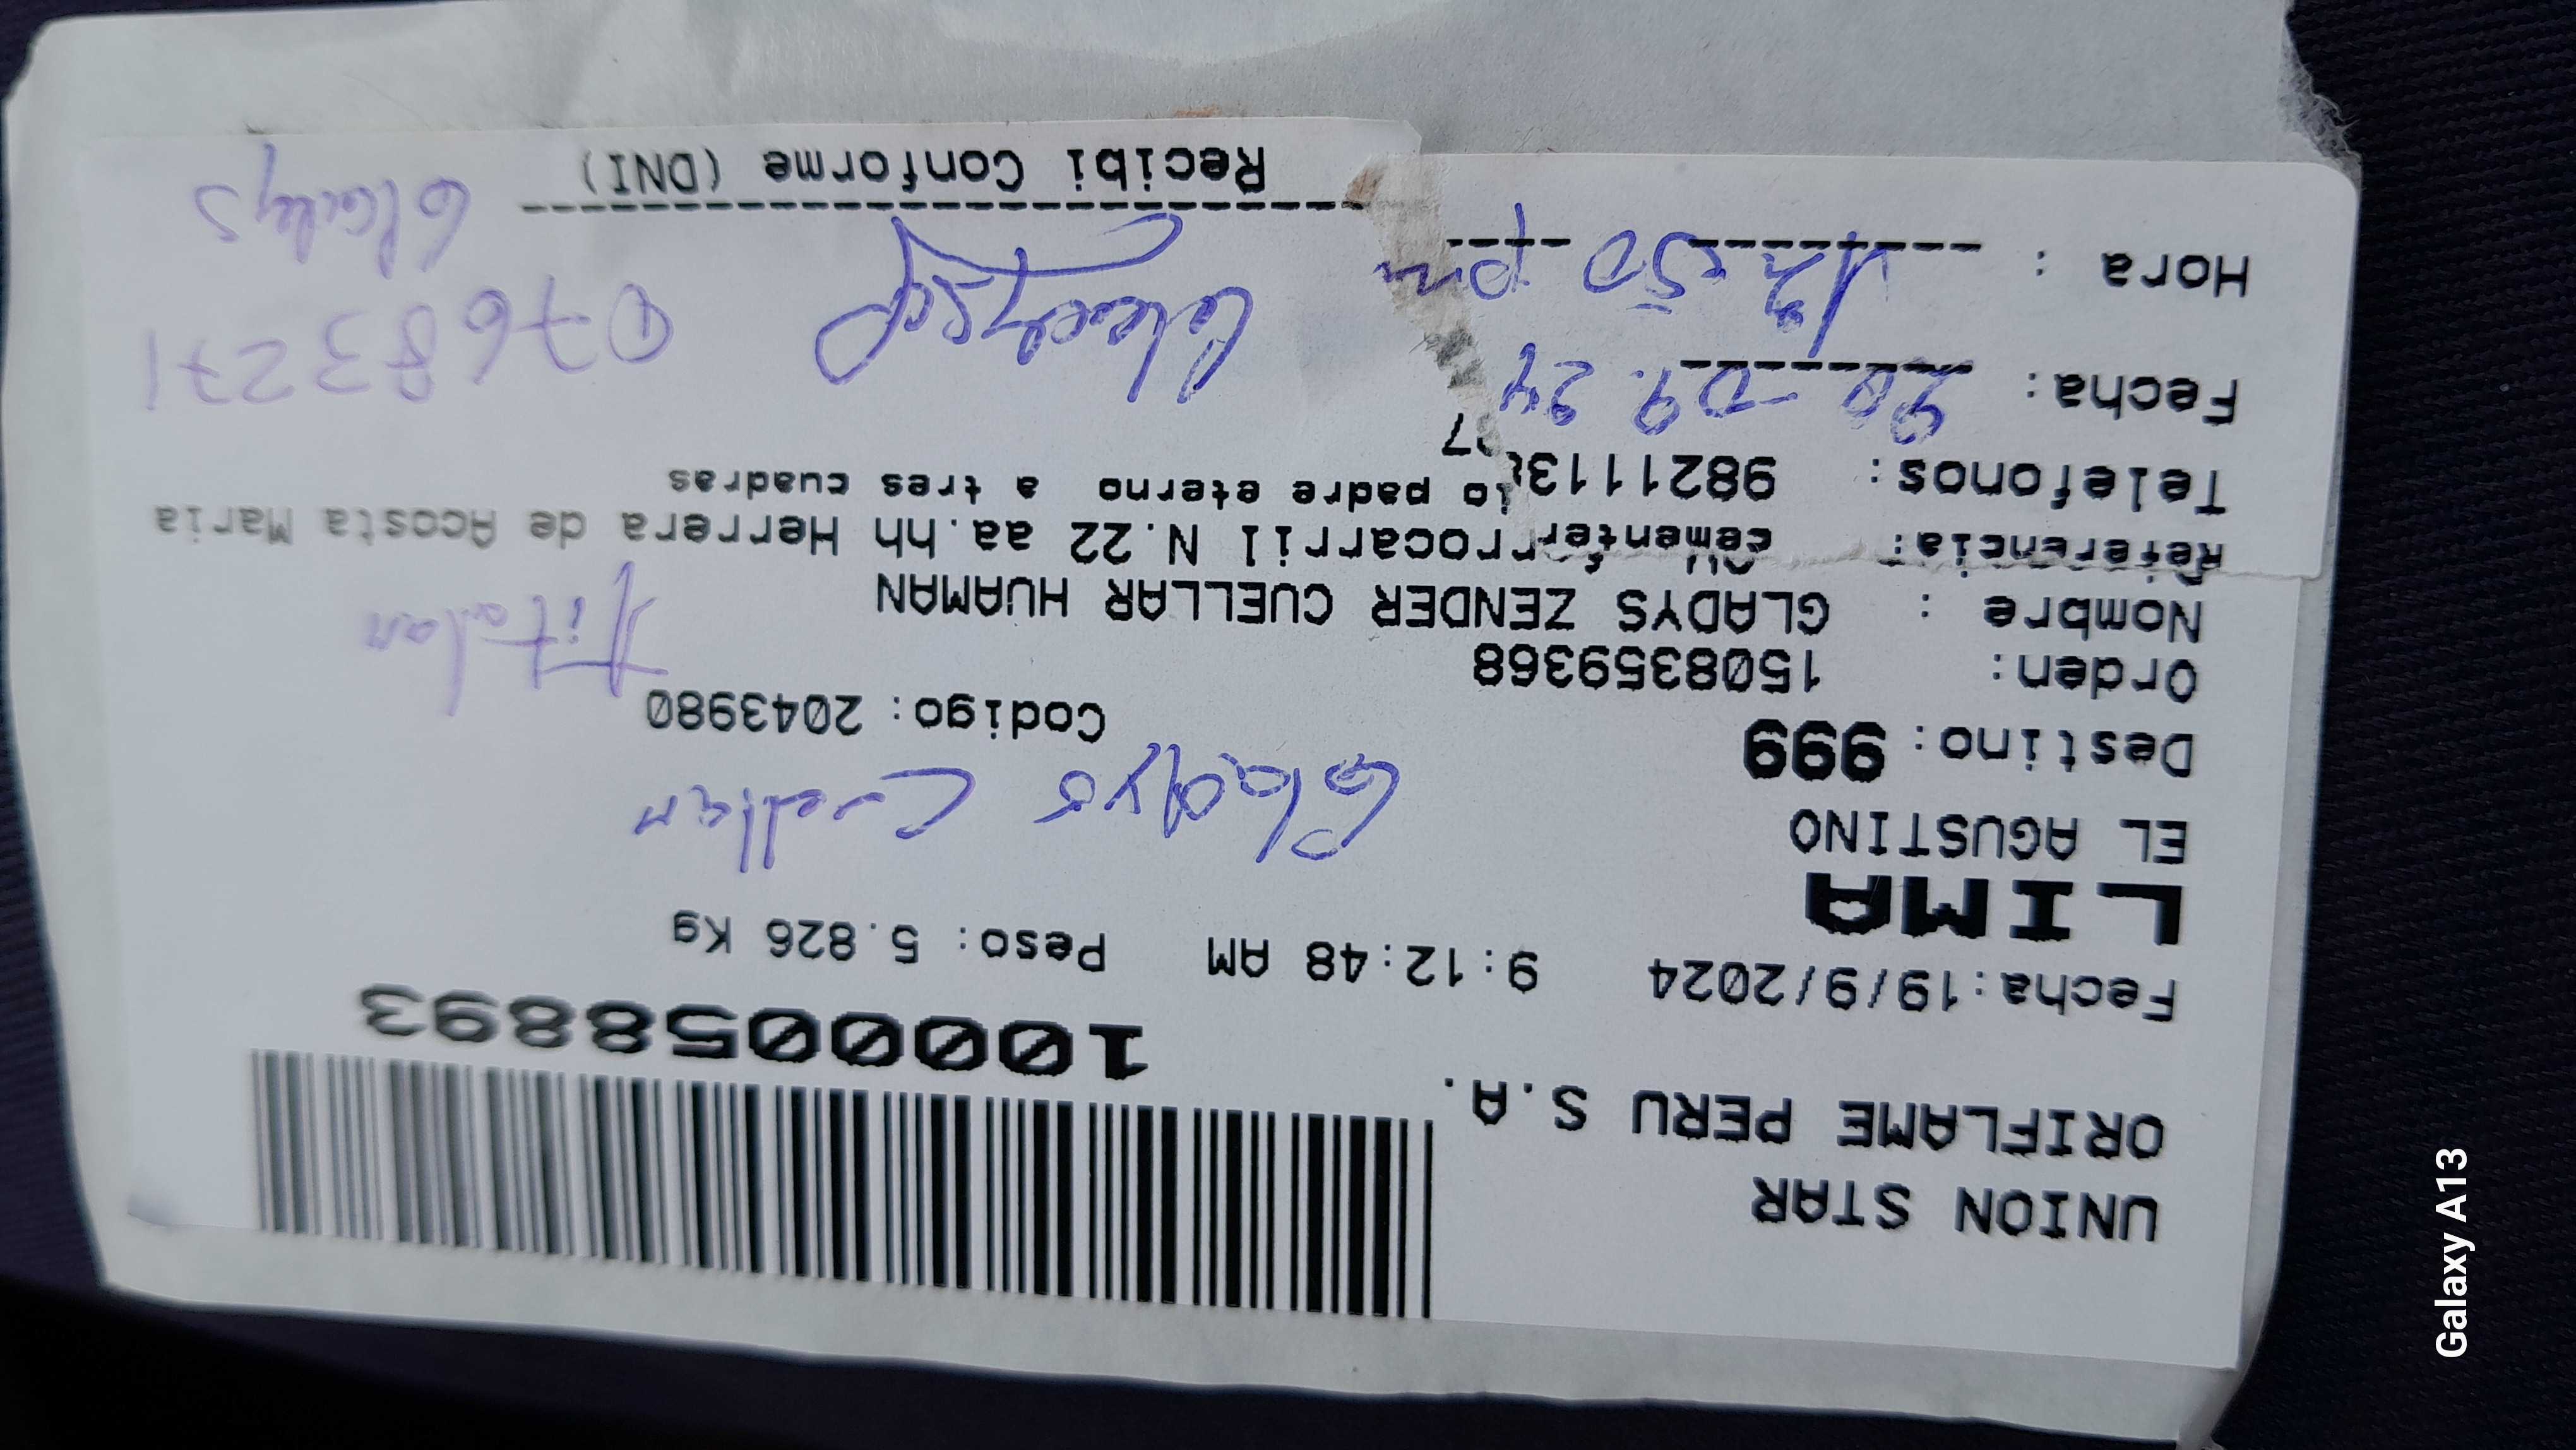 UNION STAR
ORIFLAME PERU S.A.
1000058893
Fecha:19/9/2024 9:12:48 AM Peso: 5.826 Kg
LIMA
EL AGUSTINO
Gladys Cuellar
Destino: 999 Codigo: 2043980
Orden: 1508359368
Titular
Nombre : GLADYS ZENDER CUELLAR HUAMAN
ferrocarril N.22 aa.hh Herrera de Acosta Maria
Referencia: cementerio padre eterno a tres cuadras
Telefonos: 9821113
Fecha: 20-09.24
07683271
Hora : 12:50 pm
Gladys
Recibi Conforme (DNI)
Galaxy A13